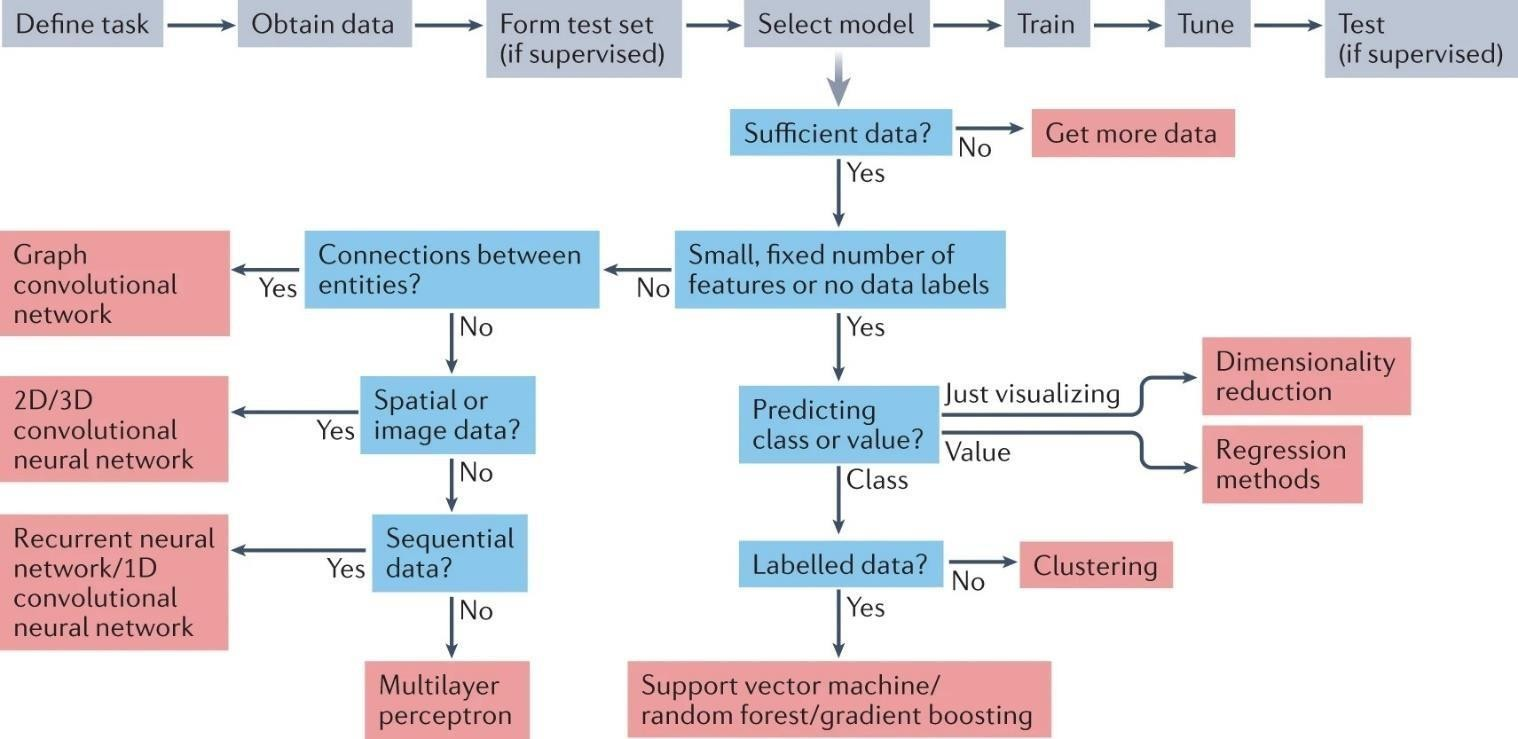 Define task
Obtain data
Form test set
(if supervised)
Select model
Train
Tune
Test
(if supervised)
Sufficient data?
No
Get more data
Yes
Small, fixed number of
features or no data labels
No
Connections between
entities?
Yes
Graph
convolutional
network
No
Spatial or
image data?
Yes
2D/3D
convolutional
neural network
No
Sequential
data?
Yes
Recurrent neural
network/1D
convolutional
neural network
No
Multilayer
perceptron
Yes
Predicting
class or value?
Just visualizing
Dimensionality
reduction
Value
Regression
methods
Class
Labelled data?
No
Clustering
Yes
Support vector machine/
random forest/gradient boosting